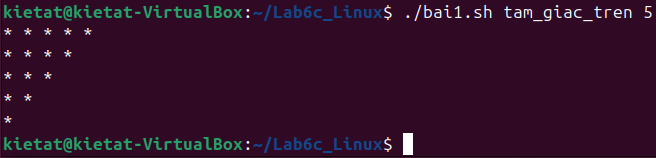 kietat@kietat-VirtualBox:~/Lab6c_Linux$ ./bai1.sh tam_giac_tren 5
* * * * *
* * * *
* * *
* *
*
kietat@kietat-VirtualBox:~/Lab6c_Linux$